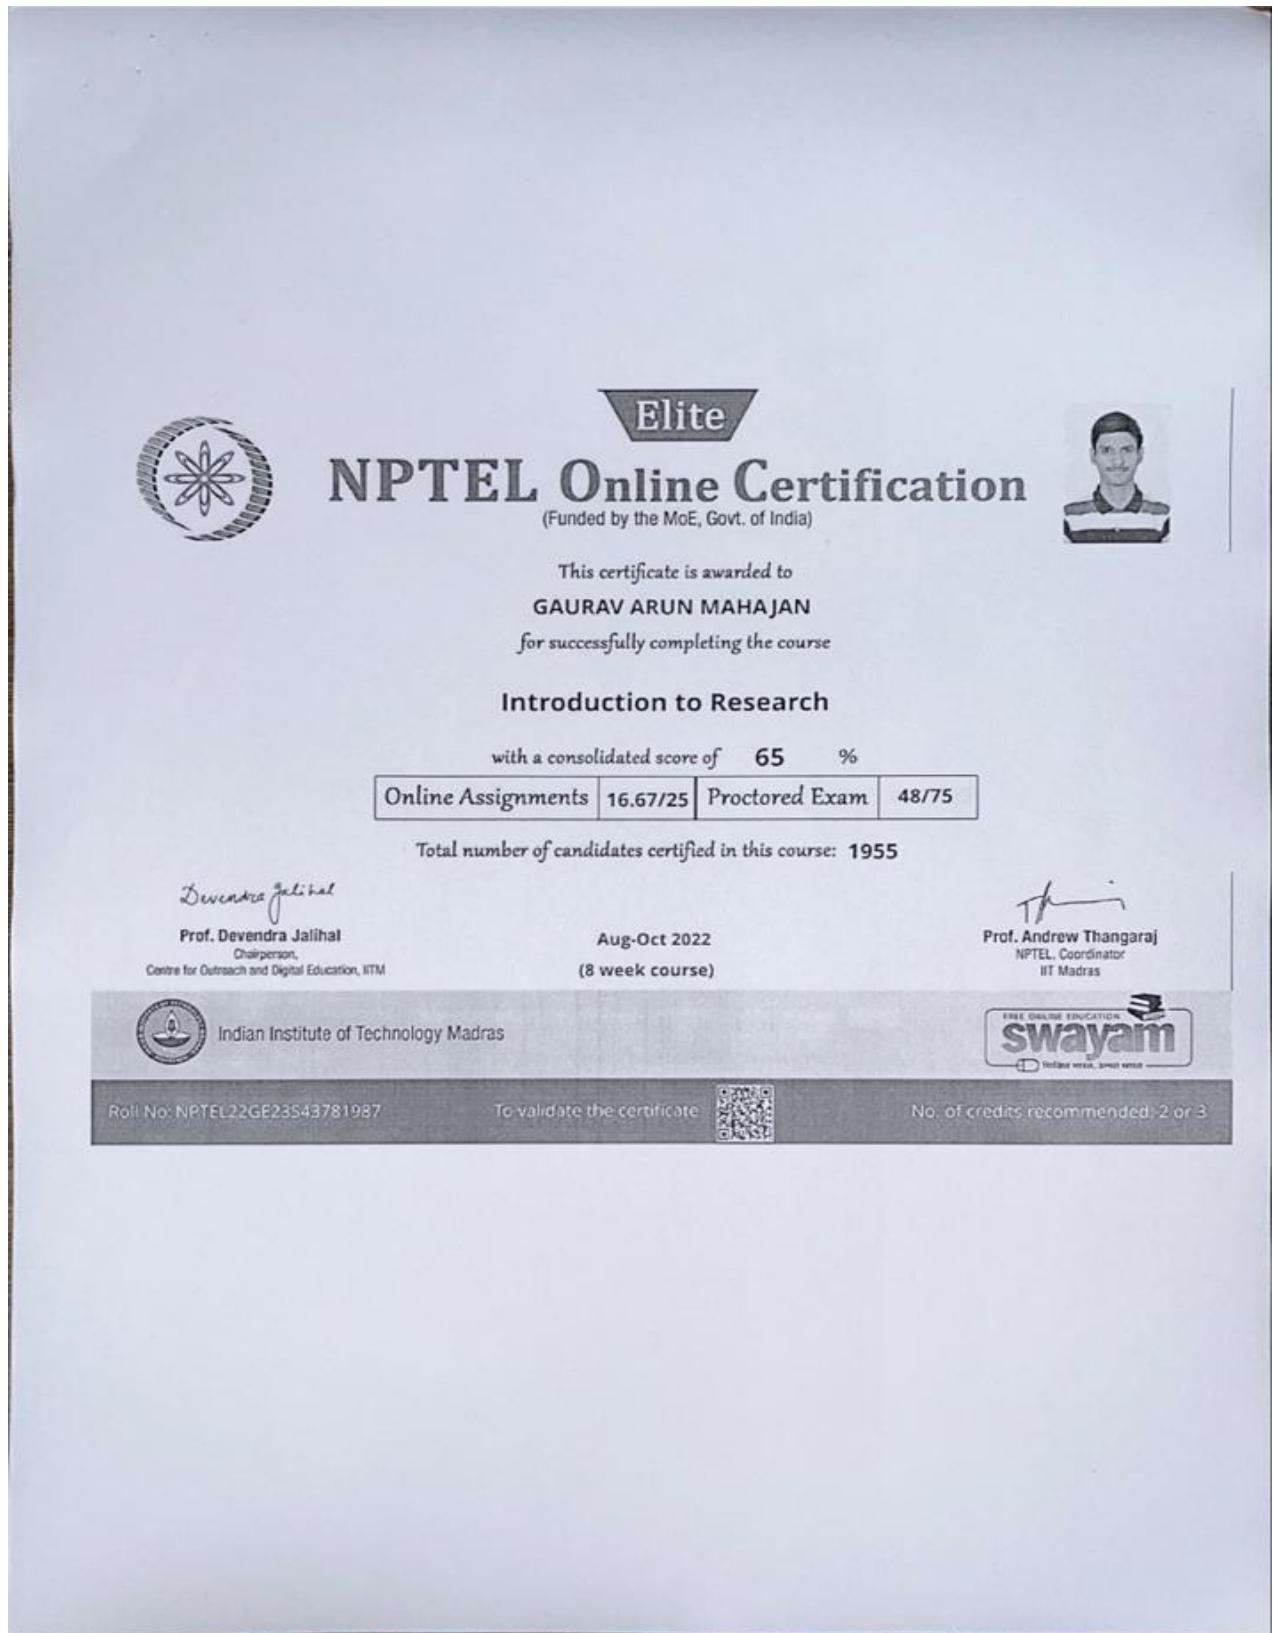 Elite
NPTEL Online Certification
(Funded by the MoE, Govt. of India)
This certificate is awarded to
GAURAV ARUN MAHAJAN
for successfully completing the course
Introduction to Research
with a consolidated score of 65 %
Online Assignments 16.67/25 Proctored Exam 48/75
Total number of candidates certified in this course: 1955
Devendra Jalihal
Prof. Devendra Jalihal
Chairperson,
Centre for Outreach and Digital Education, IITM
Aug-Oct 2022
(8 week course)
Prof. Andrew Thangaraj
NPTEL, Coordinator
IIT Madras
Indian Institute of Technology Madras
FREE ONLINE EDUCATION
swayam
Roll No: NPTEL22GE23S43781987
To validate the certificate
No. of credits recommended: 2 or 3